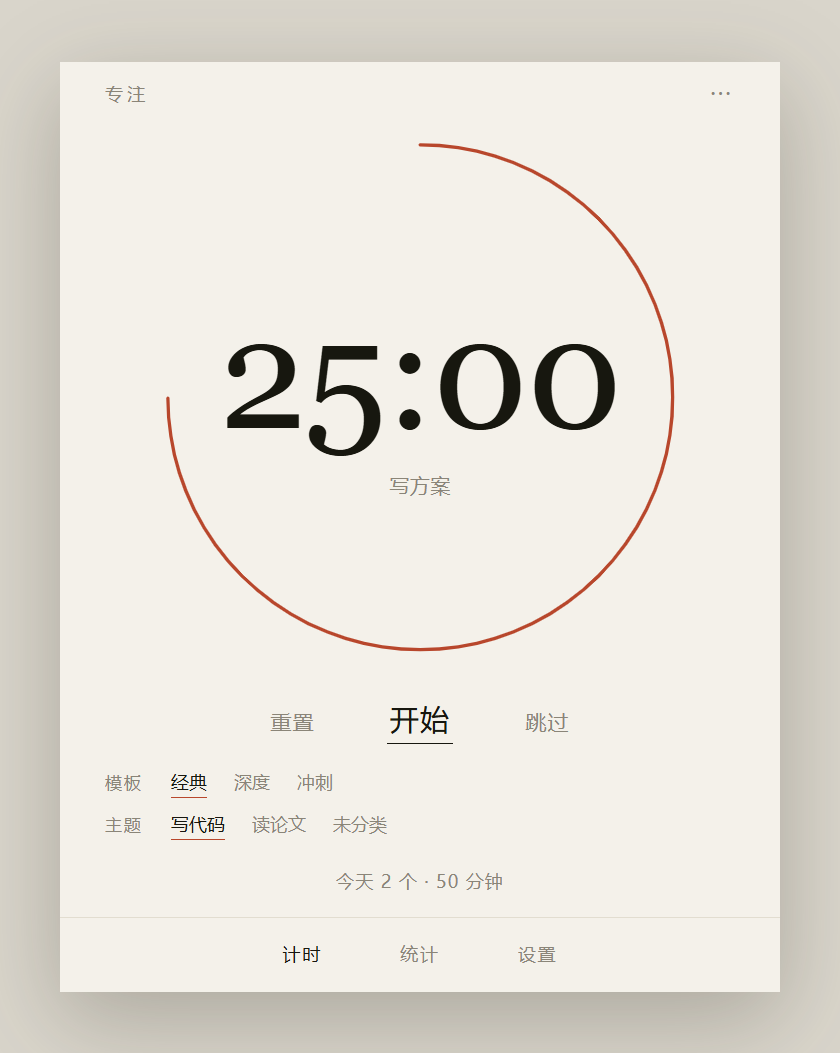 专注 ···
25:00
写方案
重置 开始 跳过
模板 经典 深度 冲刺
主题 写代码 读论文 未分类
今天 2 个 · 50 分钟
计时 统计 设置